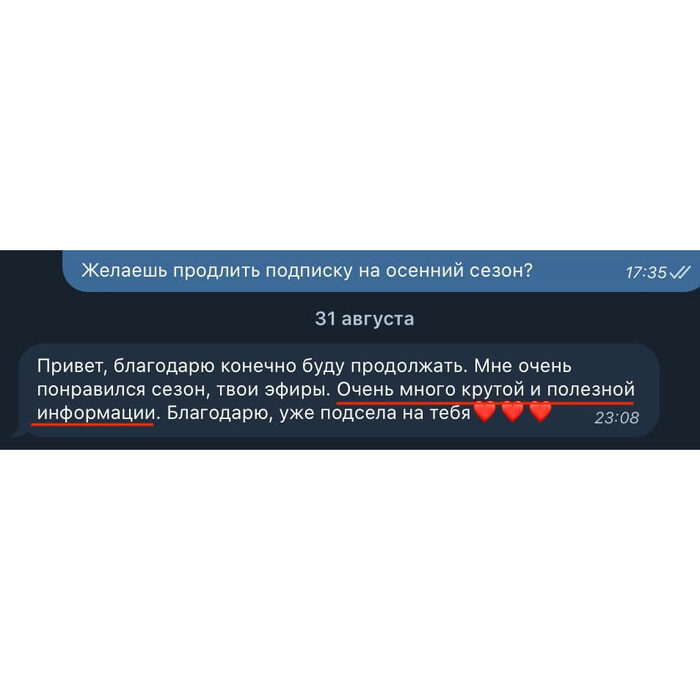 Желаешь продлить подписку на осенний сезон?
17:35
31 августа
Привет, благодарю конечно буду продолжать. Мне очень
понравился сезон, твои эфиры. Очень много крутой и полезной
информации. Благодарю, уже подсела на тебя❤️❤️❤️
23:08